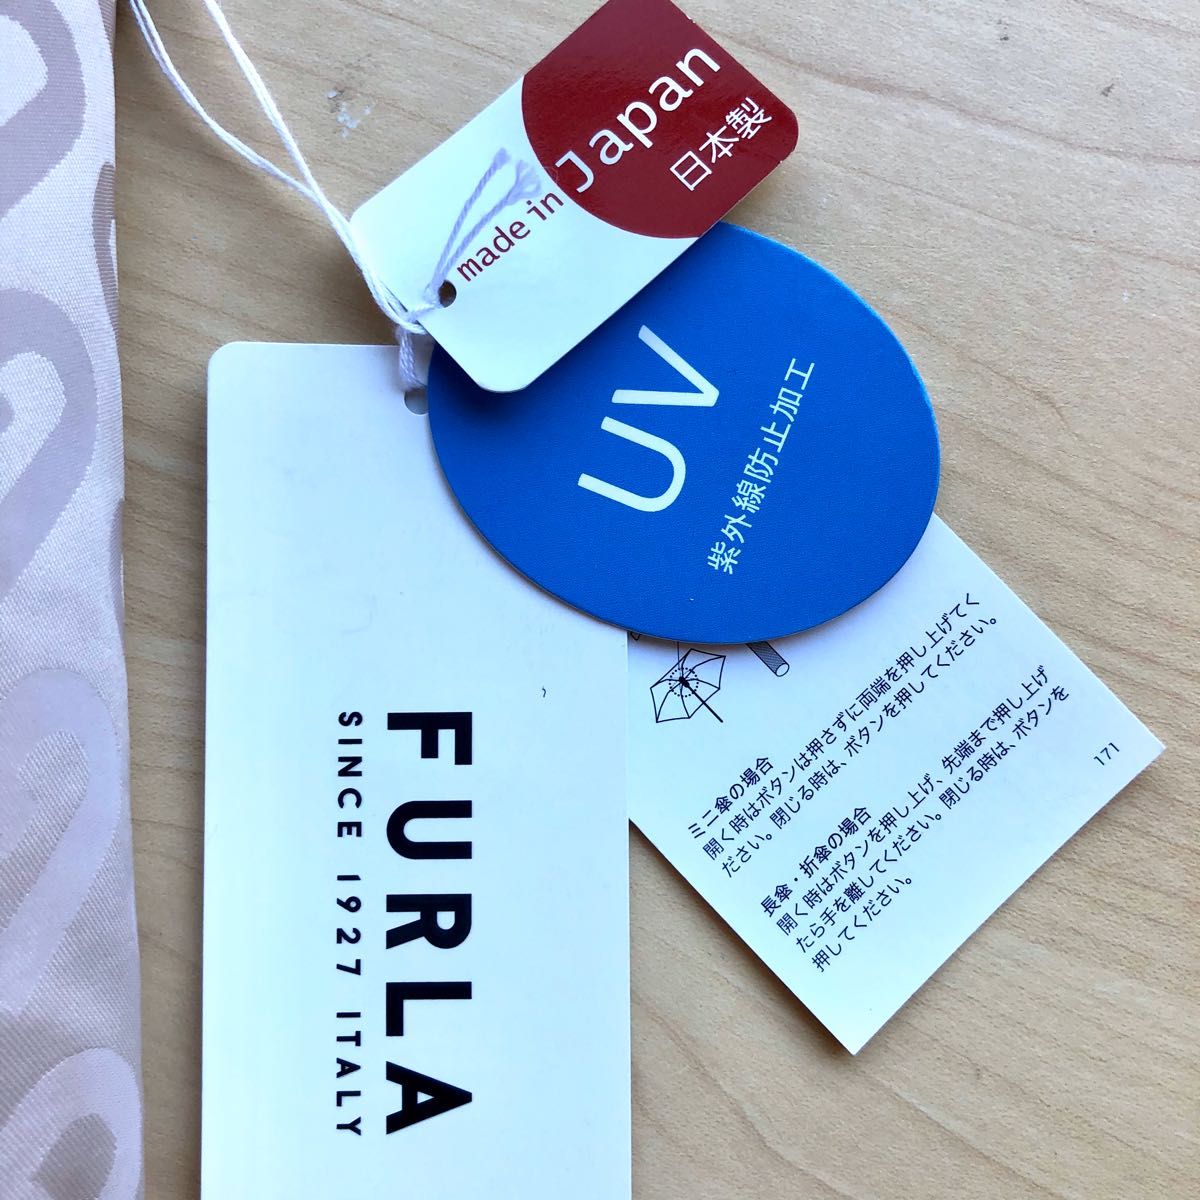 made in Japan
日本製
UV
紫外線防止加工
FURLA
SINCE 1927 ITALY
ミニ傘の場合
開く時はボタンは押さずに両端を押し上げてく
ださい。閉じる時は、ボタンを押してください。
長傘・折傘の場合
開く時はボタンを押し上げ、先端まで押し上げ
たら手を離してください。閉じる時は、ボタンを
押してください。
171